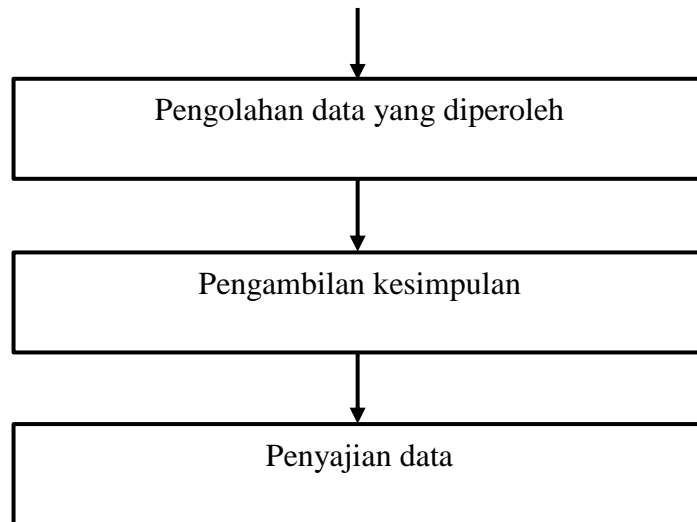 Pengolahan data yang diperoleh
Pengambilan kesimpulan
Penyajian data